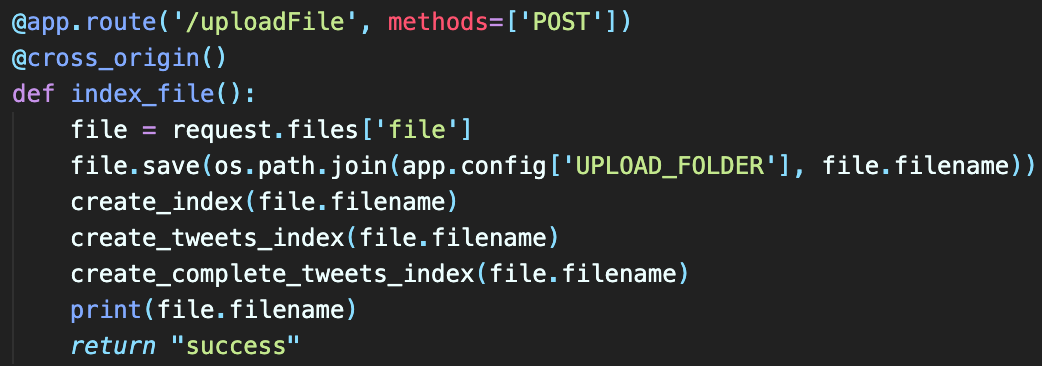 @app.route('/uploadFile', methods=['POST'])
@cross_origin()
def index_file():
    file = request.files['file']
    file.save(os.path.join(app.config['UPLOAD_FOLDER'], file.filename))
    create_index(file.filename)
    create_tweets_index(file.filename)
    create_complete_tweets_index(file.filename)
    print(file.filename)
    return "success"